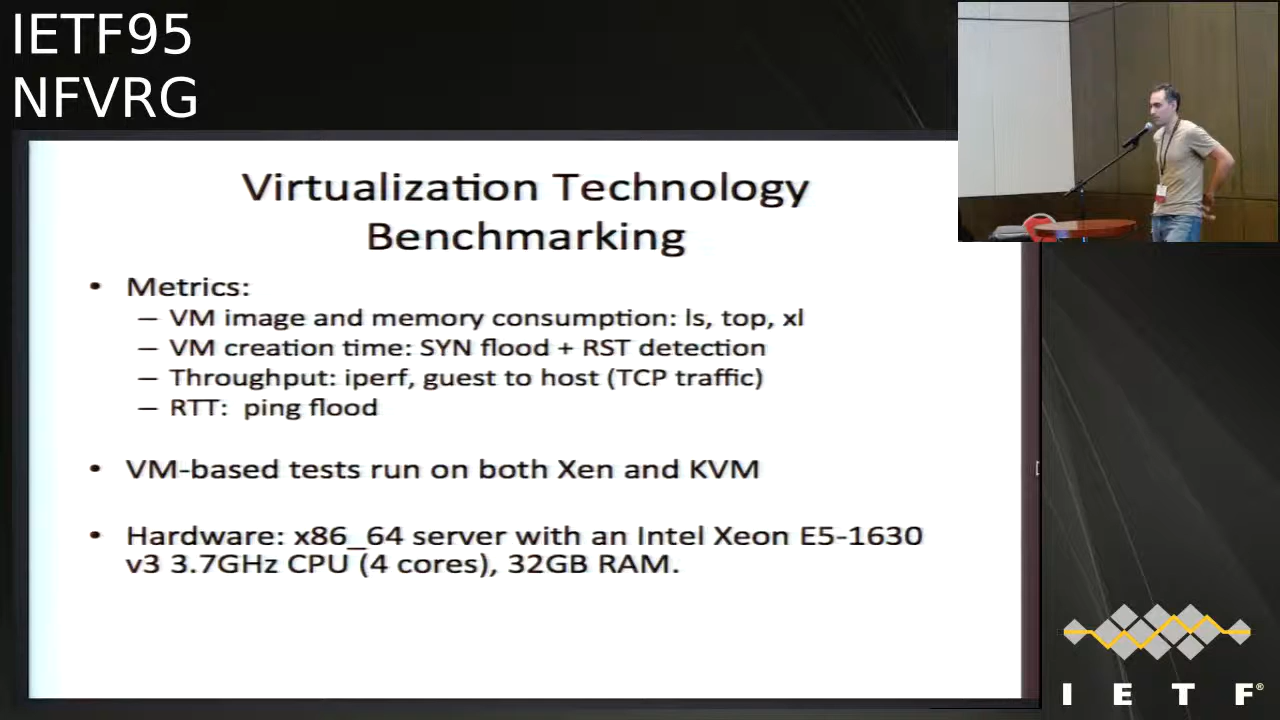 IETF95
NFVRG
Virtualization Technology
Benchmarking
• Metrics:
– VM image and memory consumption: ls, top, xl
– VM creation time: SYN flood + RST detection
– Throughput: iperf, guest to host (TCP traffic)
– RTT: ping flood
• VM-based tests run on both Xen and KVM
• Hardware: x86_64 server with an Intel Xeon E5-1630
v3 3.7GHz CPU (4 cores), 32GB RAM.
I E T F®